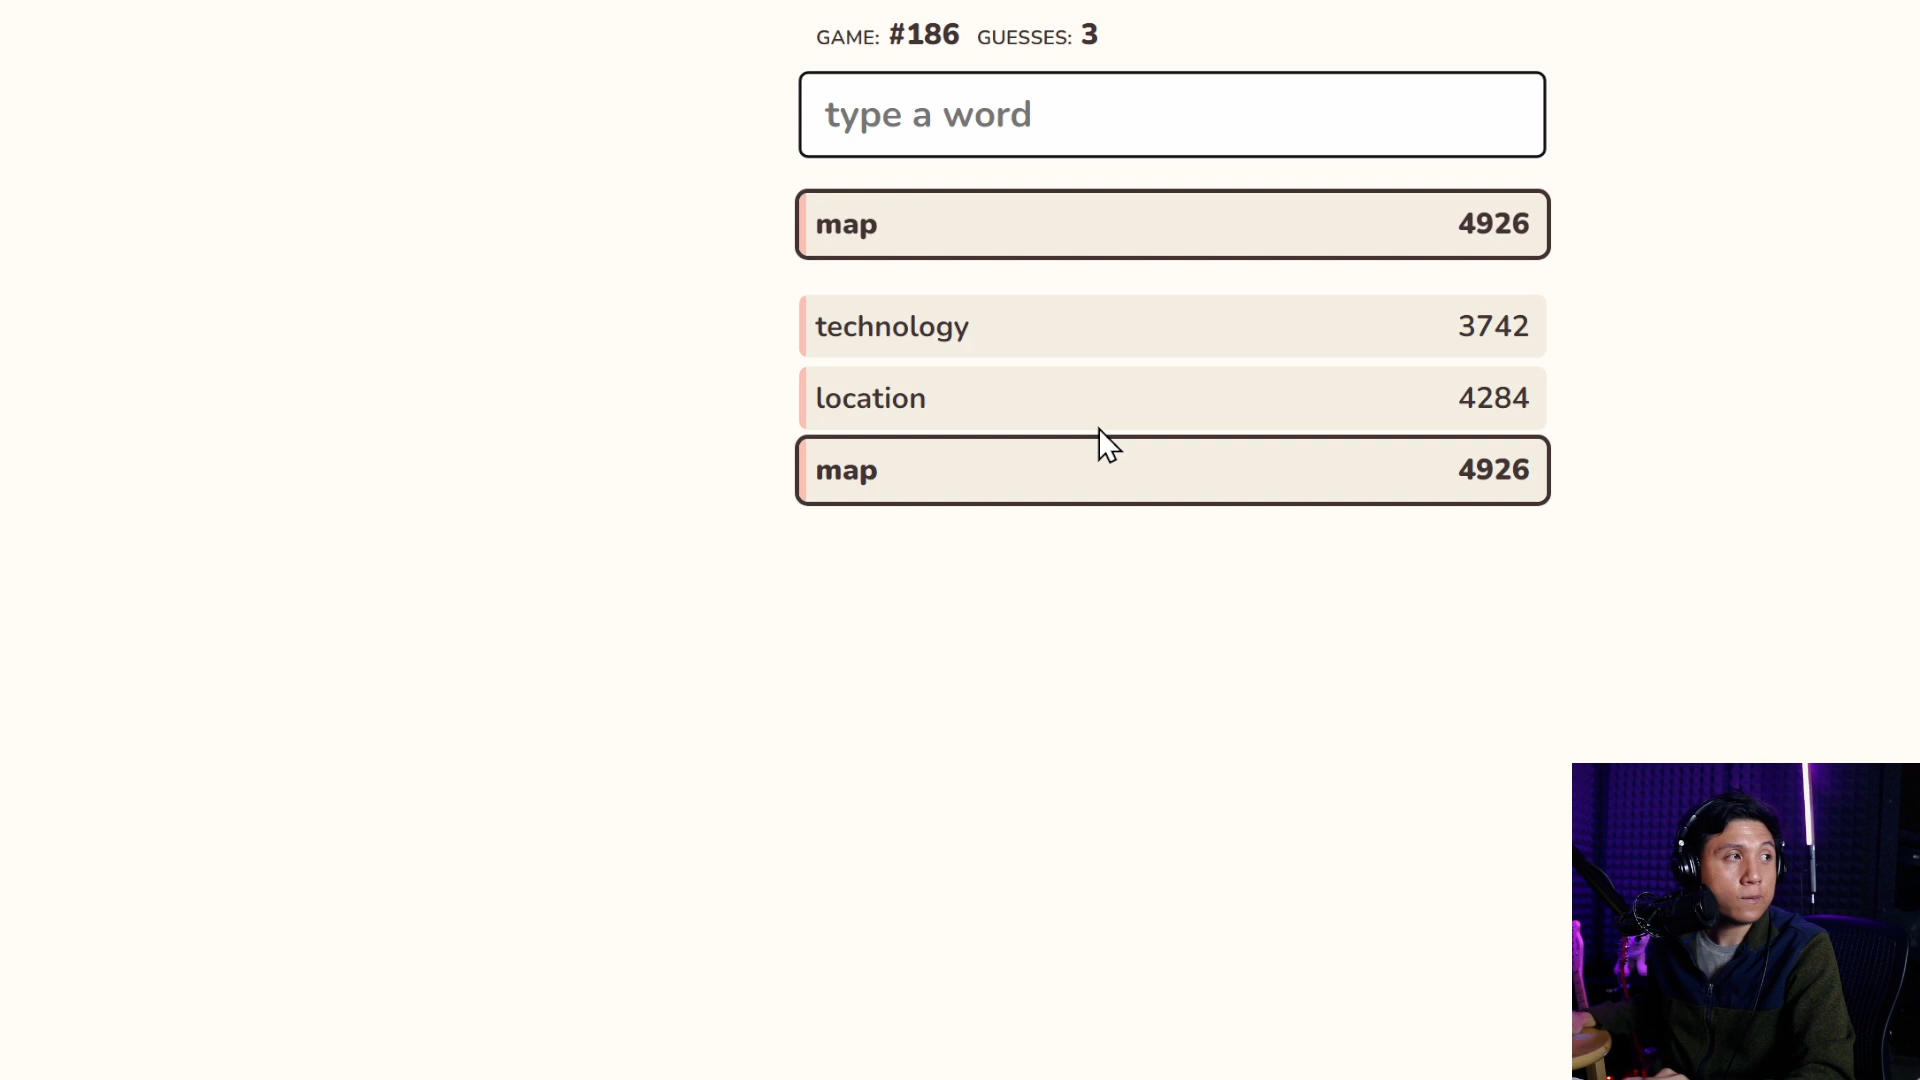 GAME: #186 GUESSES: 3
type a word
map 4926
technology 3742
location 4284
map 4926